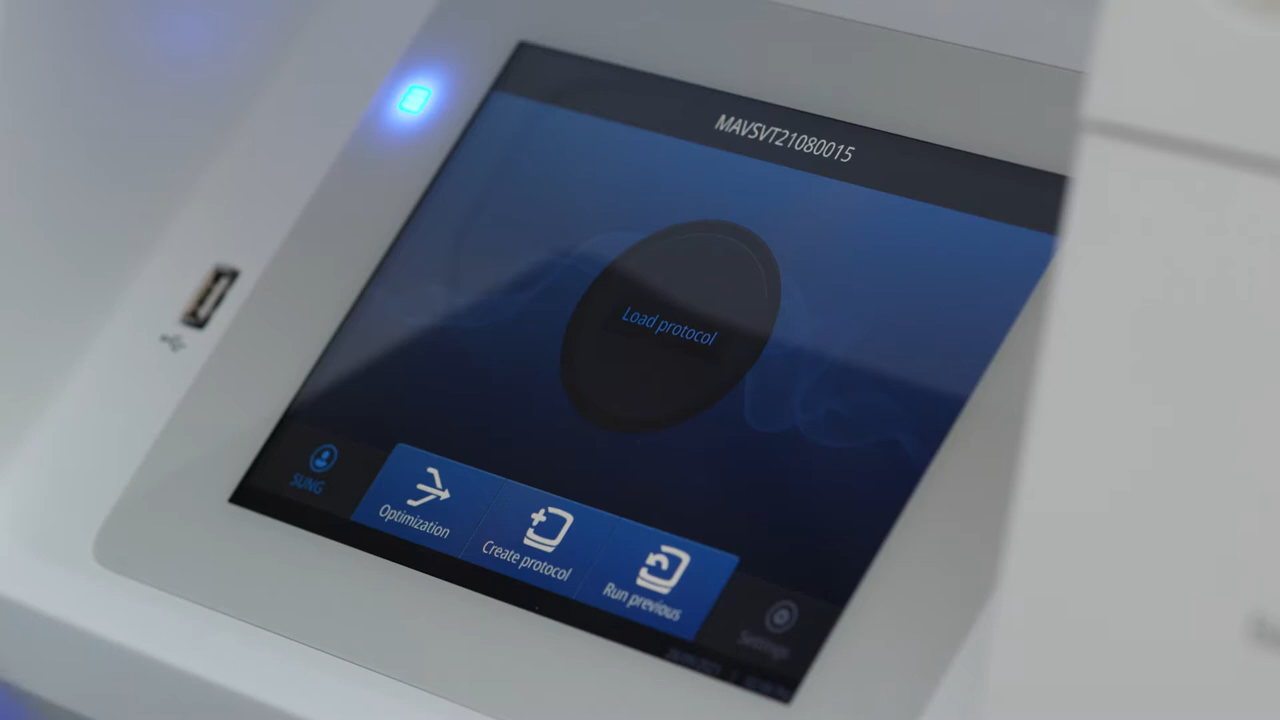 MAVSVT21080015
Load protocol
SUNG
Optimization
Create protocol
Run previous
Settings